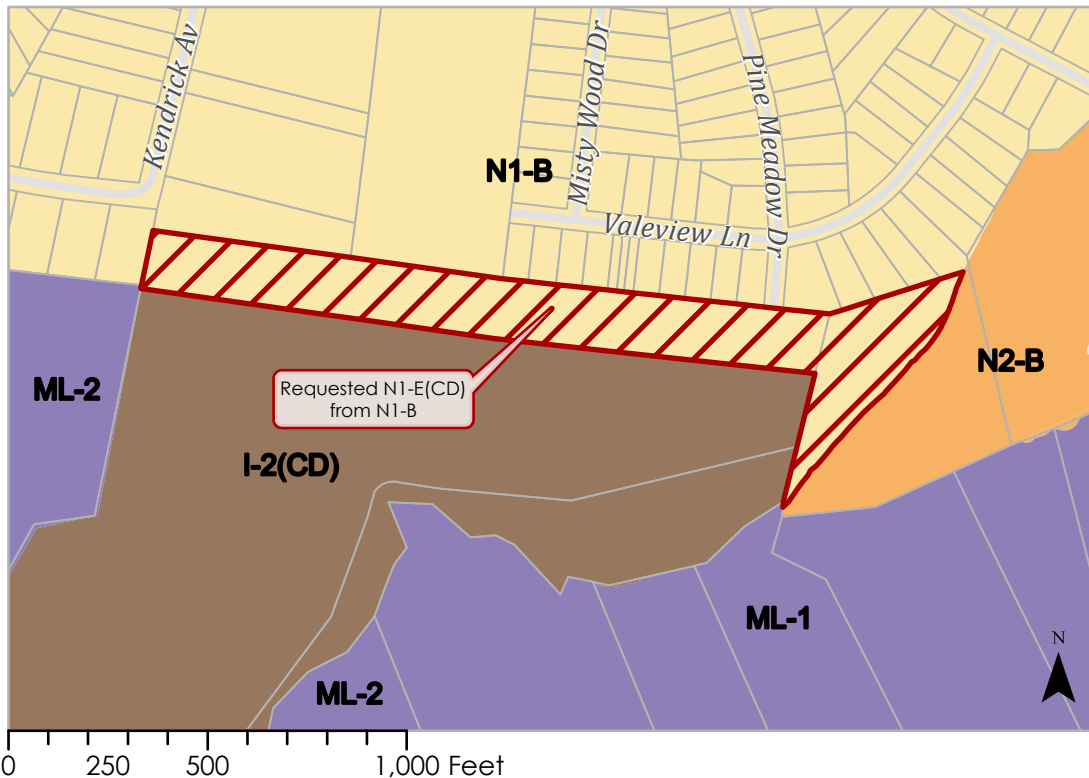 Kendrick Av
Misty Wood Dr
Pine Meadow Dr
N1-B
Valeview Ln
ML-2
N2-B
Requested N1-E(CD)
from N1-B
I-2(CD)
ML-1
N
ML-2
0 250 500 1,000 Feet